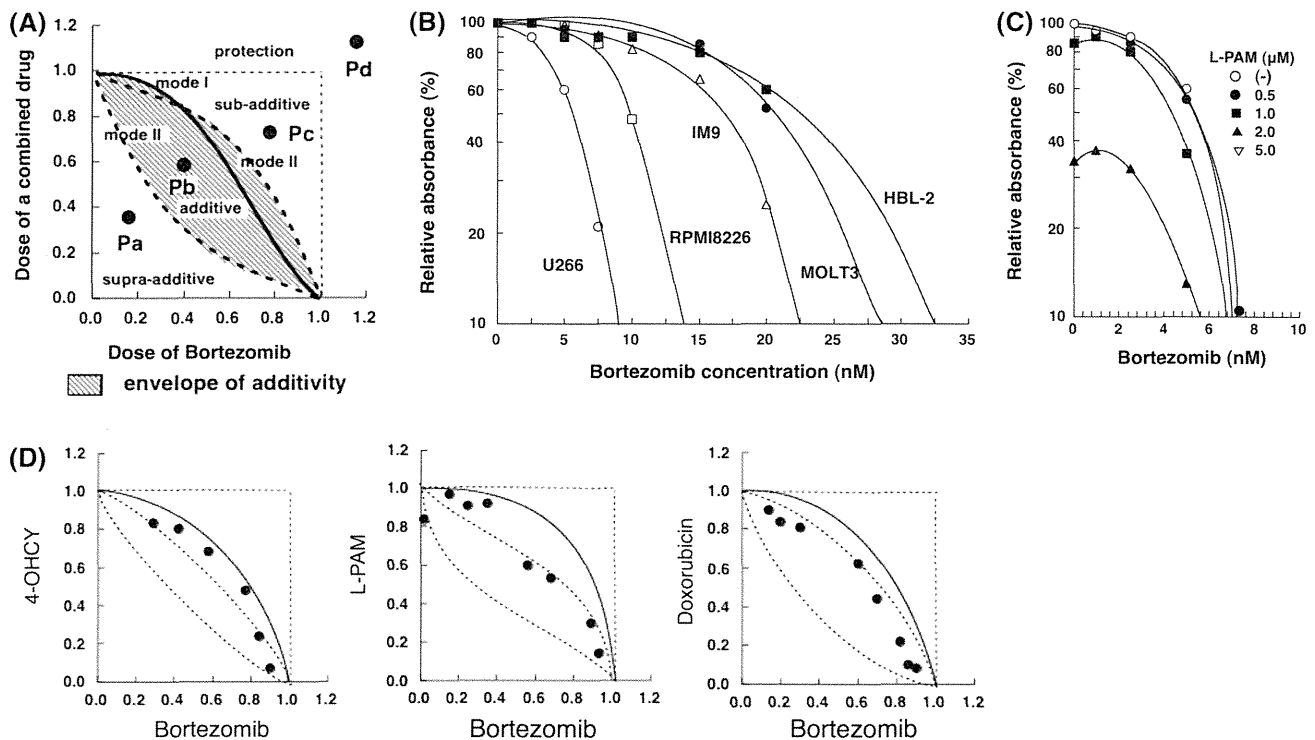 (A)
1.2
1.0
0.8
0.6
0.4
0.2
0.0
Dose of a combined drug
protection
Pd
mode I
sub-additive
Pc
mode II
mode II
Pb
additive
Pa
supra-additive
0.0 0.2 0.4 0.6 0.8 1.0 1.2
Dose of Bortezomib
envelope of additivity
(B)
100
80
60
40
20
10
Relative absorbance (%)
IM9
HBL-2
RPMI8226
U266
MOLT3
0 5 10 15 20 25 30 35
Bortezomib concentration (nM)
(C)
100
80
60
40
20
10
Relative absorbance (%)
L-PAM (μM)
(-)
0.5
1.0
2.0
5.0
0 2 4 6 8 10
Bortezomib (nM)
(D)
1.2
1.0
0.8
0.6
0.4
0.2
0.0
4-OHCY
0.0 0.2 0.4 0.6 0.8 1.0 1.2
Bortezomib
1.2
1.0
0.8
0.6
0.4
0.2
0.0
L-PAM
0.0 0.2 0.4 0.6 0.8 1.0 1.2
Bortezomib
1.2
1.0
0.8
0.6
0.4
0.2
0.0
Doxorubicin
0.0 0.2 0.4 0.6 0.8 1.0 1.2
Bortezomib